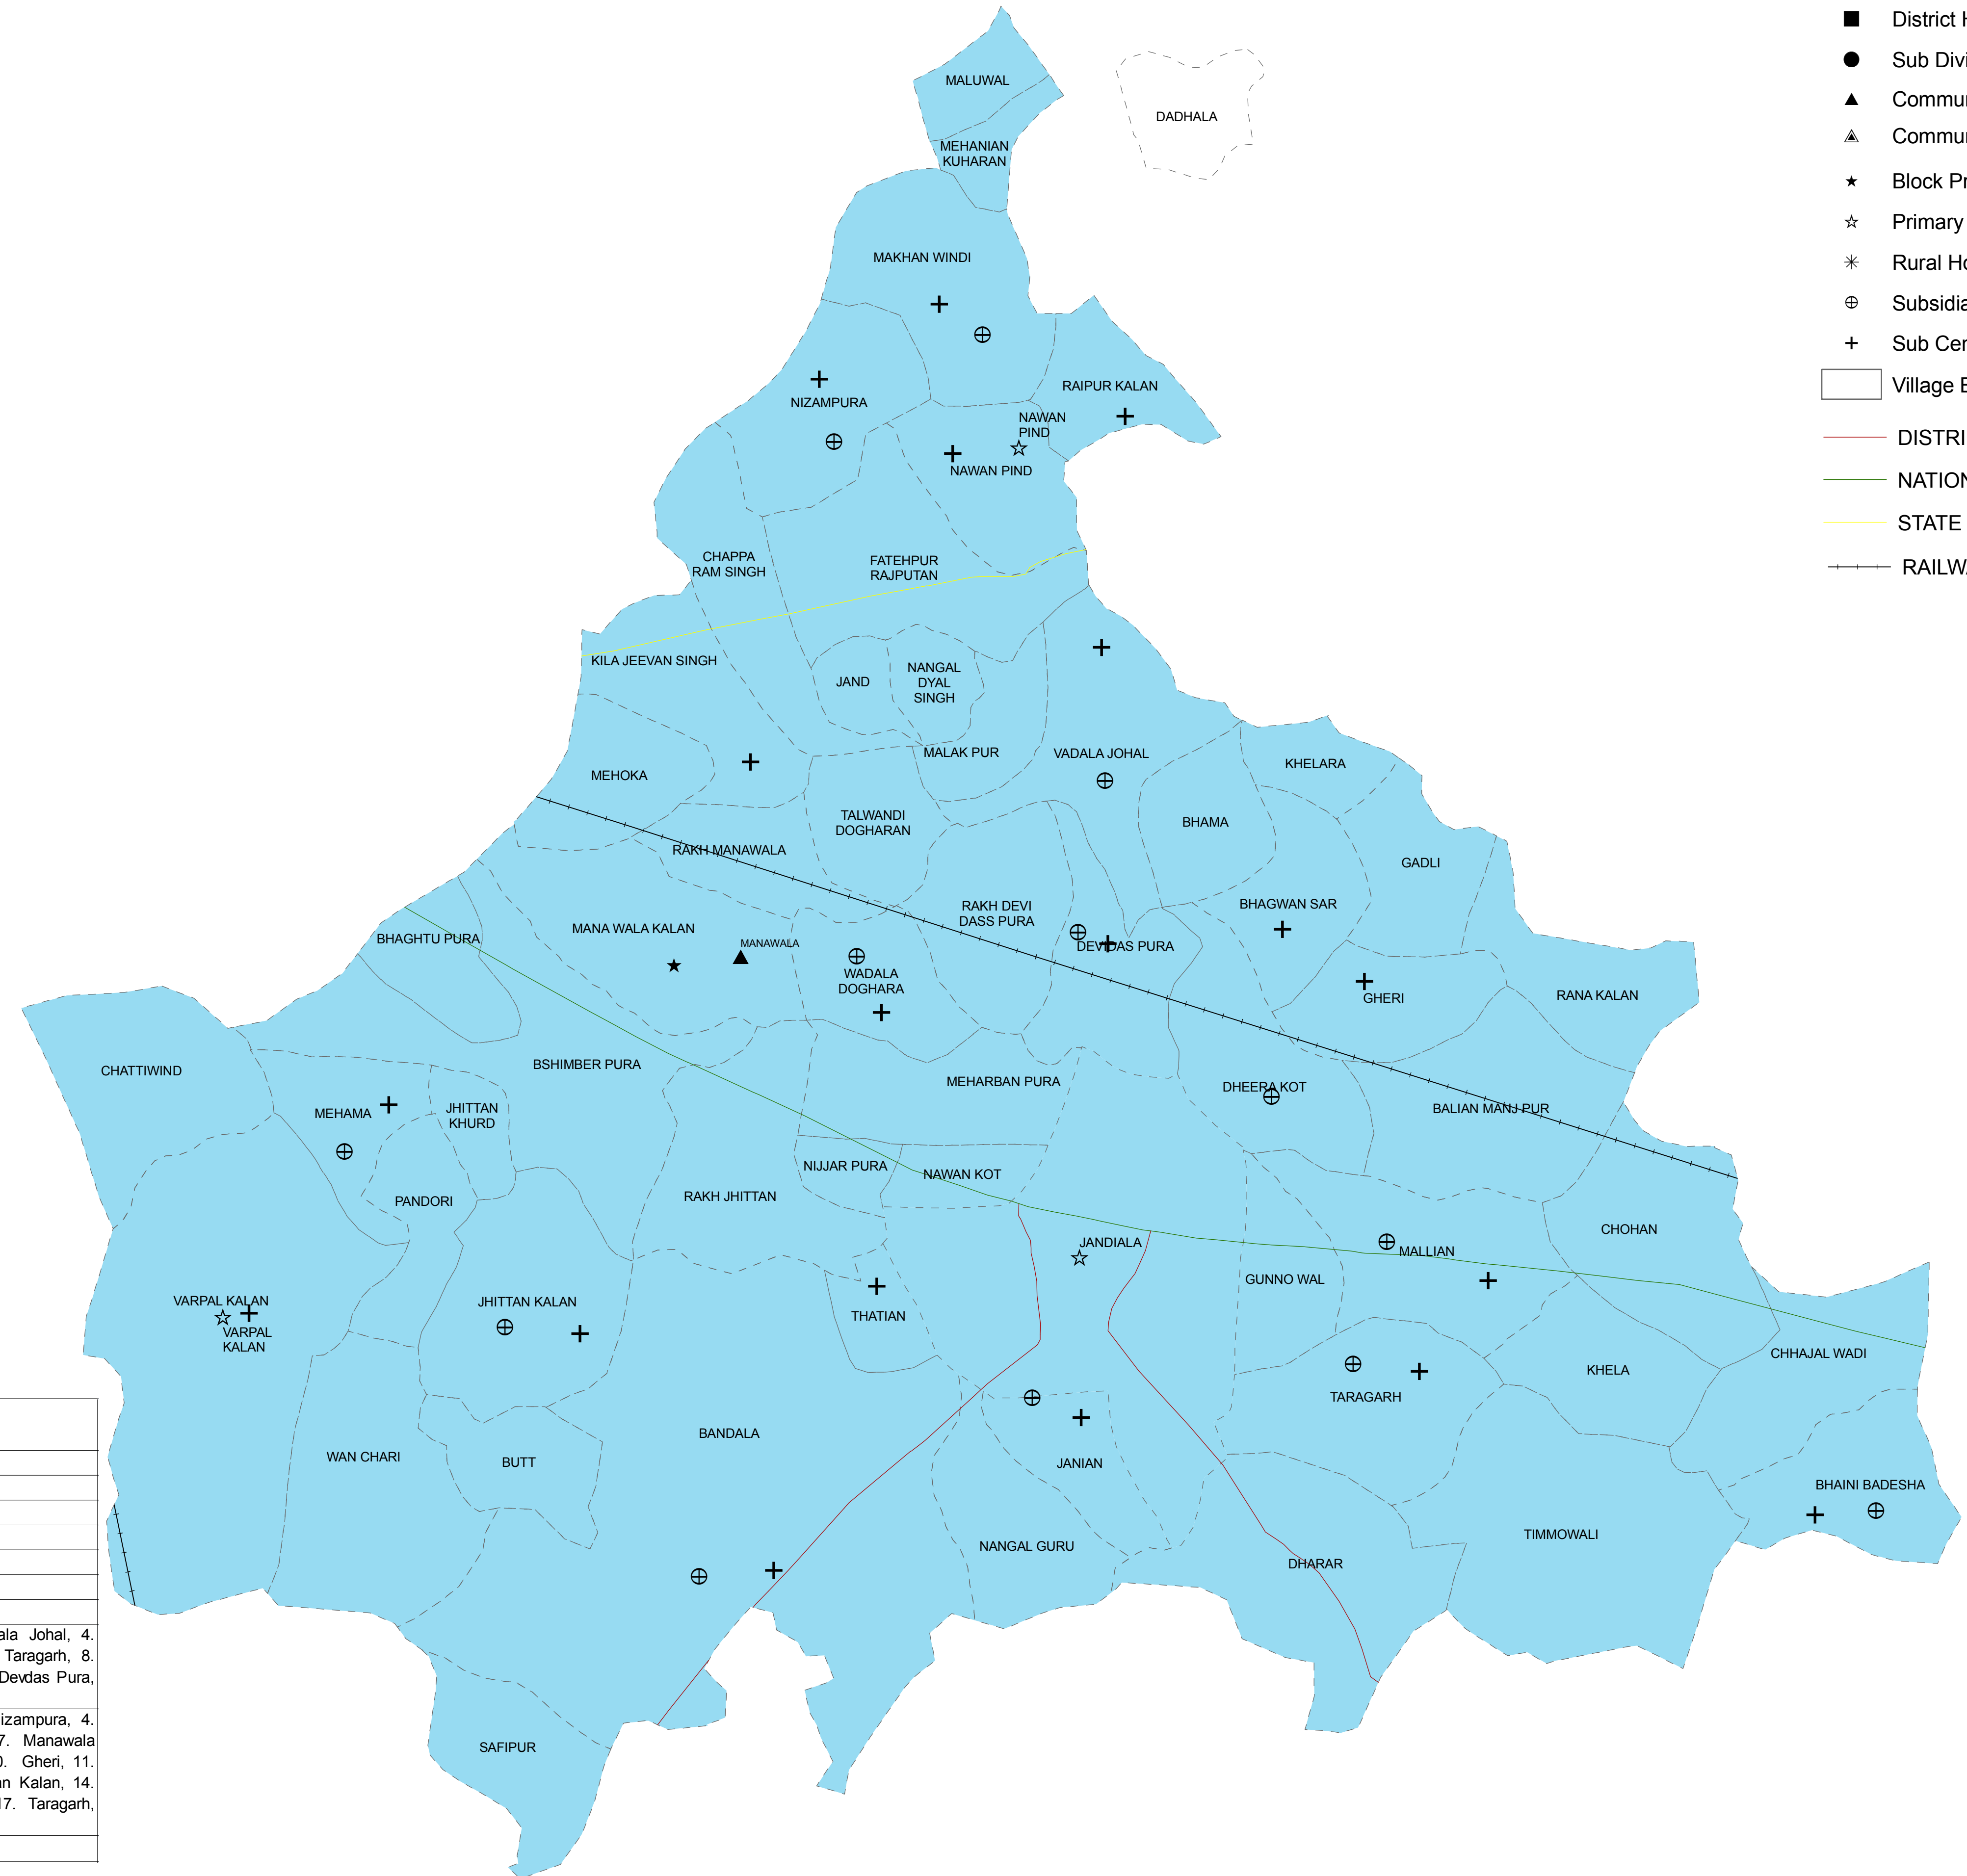 MALUWAL
DADHALA
MEHANIAN
KUHARAN
MAKHAN WINDI
RAIPUR KALAN
NIZAMPURA
NAWAN
PIND
NAWAN PIND
CHAPPA
RAM SINGH
FATEHPUR
RAJPUTAN
KILA JEEVAN SINGH
JAND
NANGAL
DYAL
SINGH
MALAK PUR
VADALA JOHAL
KHELARA
MEHOKA
TALWANDI
DOGHARAN
BHAMA
RAKH MANAWALA
GADLI
RAKH DEVI
DASS PURA
BHAGWAN SAR
MANA WALA KALAN
BHAGHTU PURA
MANAWALA
DEVIDAS PURA
WADALA
DOGHARA
GHERI
RANA KALAN
CHATTIWIND
BSHIMBER PURA
MEHARBAN PURA
DHEERA KOT
MEHAMA
JHITTAN
KHURD
BALIAN MANJ PUR
NIJJAR PURA
NAWAN KOT
PANDORI
RAKH JHITTAN
CHOHAN
JANDIALA
MALLIAN
GUNNO WAL
VARPAL KALAN
JHITTAN KALAN
THATIAN
VARPAL
KALAN
CHHAJAL WADI
KHELA
TARAGARH
BANDALA
WAN CHARI
BUTT
JANIAN
BHAINI BADESHA
TIMMOWALI
NANGAL GURU
DHARAR
SAFIPUR
District H
Sub Divi
Commu
Commu
Block Pr
Primary
Rural Ho
Subsidia
Sub Cen
Village B
DISTRI
NATION
STATE
RAILWA
ala Johal, 4.
Taragarh, 8.
Devdas Pura,
izampura, 4.
7. Manawala
0. Gheri, 11.
an Kalan, 14.
17. Taragarh,